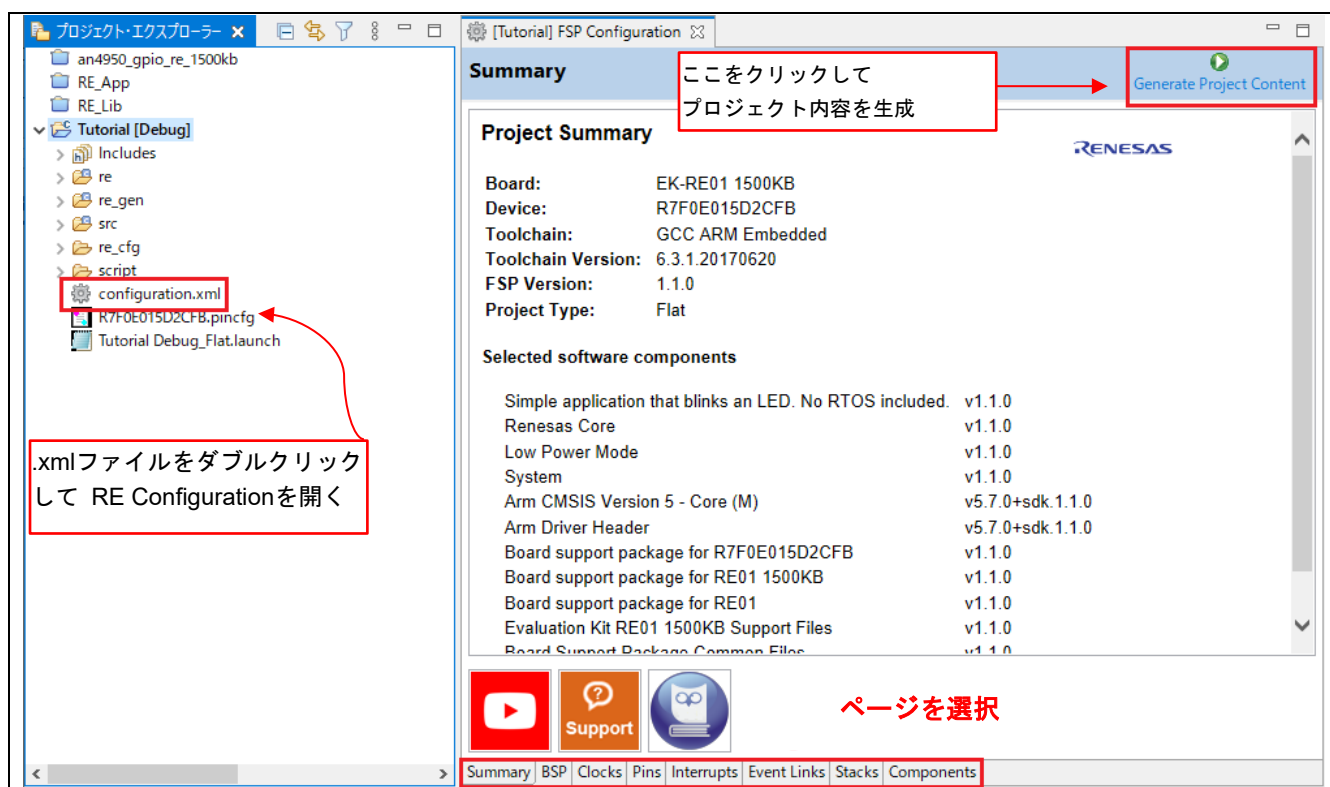 プロジェクト・エクスプローラー
an4950_gpio_re_1500kb
RE_App
RE_Lib
Tutorial [Debug]
Includes
re
re_gen
src
re_cfg
script
configuration.xml
R7F0E015D2CFB.pincfg
Tutorial Debug_Flat.launch
.xmlファイルをダブルクリック
して RE Configurationを開く
[Tutorial] FSP Configuration
Summary
ここをクリックして
プロジェクト内容を生成
Generate Project Content
Project Summary
RENESAS
Board: EK-RE01 1500KB
Device: R7F0E015D2CFB
Toolchain: GCC ARM Embedded
Toolchain Version: 6.3.1.20170620
FSP Version: 1.1.0
Project Type: Flat
Selected software components
Simple application that blinks an LED. No RTOS included. v1.1.0
Renesas Core v1.1.0
Low Power Mode v1.1.0
System v1.1.0
Arm CMSIS Version 5 - Core (M) v5.7.0+sdk.1.1.0
Arm Driver Header v5.7.0+sdk.1.1.0
Board support package for R7F0E015D2CFB v1.1.0
Board support package for RE01 1500KB v1.1.0
Board support package for RE01 v1.1.0
Evaluation Kit RE01 1500KB Support Files v1.1.0
Board Support Package Common Files v1.1.0
Support
ページを選択
Summary BSP Clocks Pins Interrupts Event Links Stacks Components